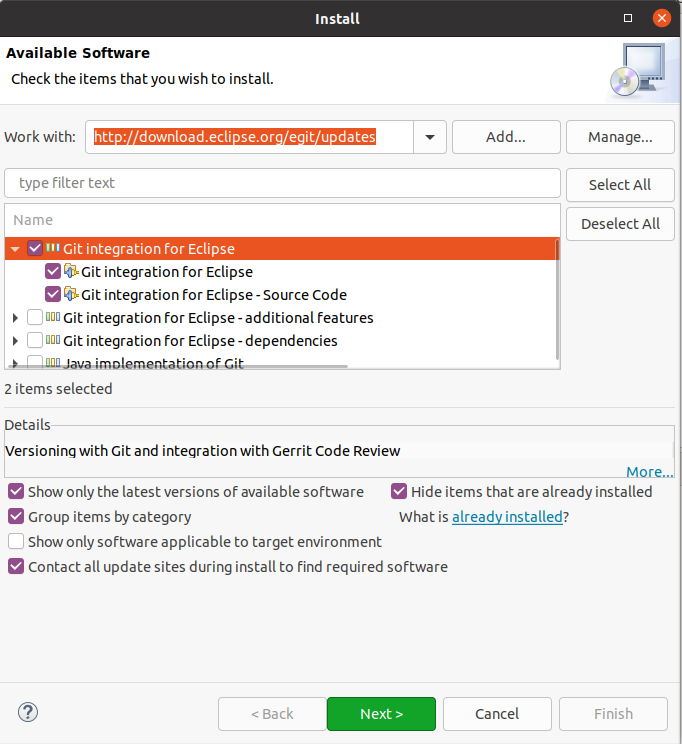 Install
Available Software
Check the items that you wish to install.
Work with: http://download.eclipse.org/egit/updates Add... Manage...
type filter text Select All
Name Deselect All
Git integration for Eclipse
Git integration for Eclipse
Git integration for Eclipse - Source Code
Git integration for Eclipse - additional features
Git integration for Eclipse - dependencies
Java implementation of Git
2 items selected
Details
Versioning with Git and integration with Gerrit Code Review
More...
Show only the latest versions of available software Hide items that are already installed
Group items by category What is already installed?
Show only software applicable to target environment
Contact all update sites during install to find required software
? < Back Next > Cancel Finish